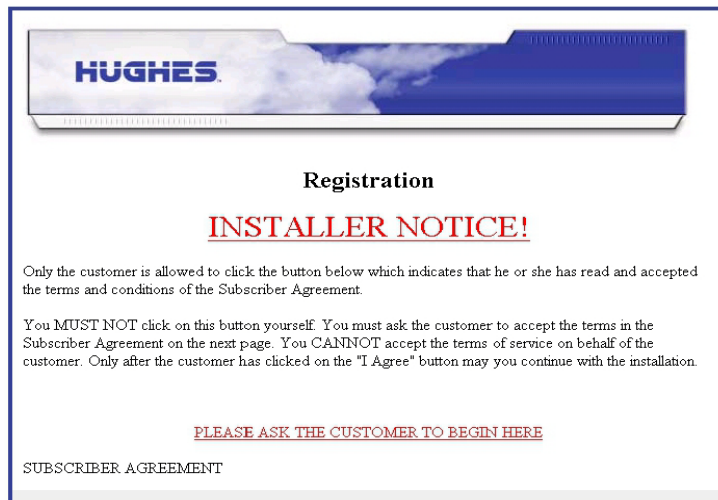 HUGHES.
Registration
INSTALLER NOTICE!
Only the customer is allowed to click the button below which indicates that he or she has read and accepted
the terms and conditions of the Subscriber Agreement.
You MUST NOT click on this button yourself. You must ask the customer to accept the terms in the
Subscriber Agreement on the next page. You CANNOT accept the terms of service on behalf of the
customer. Only after the customer has clicked on the "I Agree" button may you continue with the installation.
PLEASE ASK THE CUSTOMER TO BEGIN HERE
SUBSCRIBER AGREEMENT